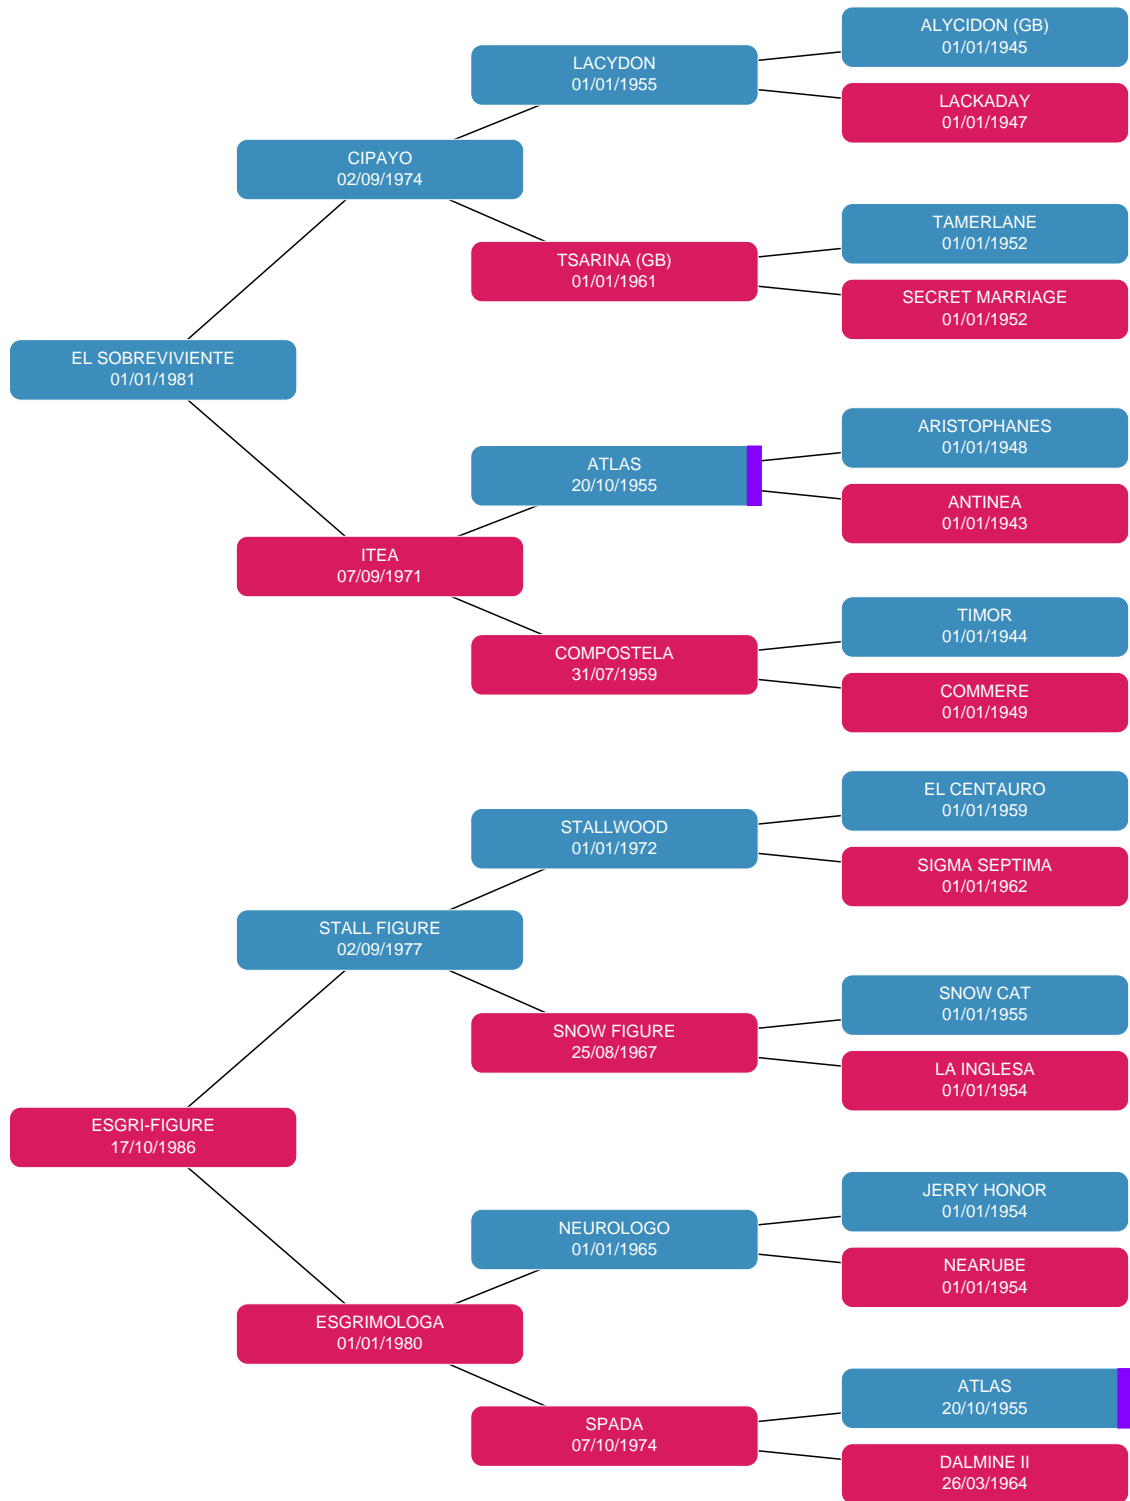 ALYCIDON (GB)
01/01/1945
LACYDON
01/01/1955
LACKADAY
01/01/1947
CIPAYO
02/09/1974
TAMERLANE
01/01/1952
TSARINA (GB)
01/01/1961
SECRET MARRIAGE
01/01/1952
EL SOBREVIVIENTE
01/01/1981
ARISTOPHANES
01/01/1948
ATLAS
20/10/1955
ANTINEA
01/01/1943
ITEA
07/09/1971
TIMOR
01/01/1944
COMPOSTELA
31/07/1959
COMMERE
01/01/1949
EL CENTAURO
01/01/1959
STALLWOOD
01/01/1972
SIGMA SEPTIMA
01/01/1962
STALL FIGURE
02/09/1977
SNOW CAT
01/01/1955
SNOW FIGURE
25/08/1967
LA INGLESA
01/01/1954
ESGRI-FIGURE
17/10/1986
JERRY HONOR
01/01/1954
NEUROLOGO
01/01/1965
NEARUBE
01/01/1954
ESGRIMOLOGA
01/01/1980
ATLAS
20/10/1955
SPADA
07/10/1974
DALMINE II
26/03/1964